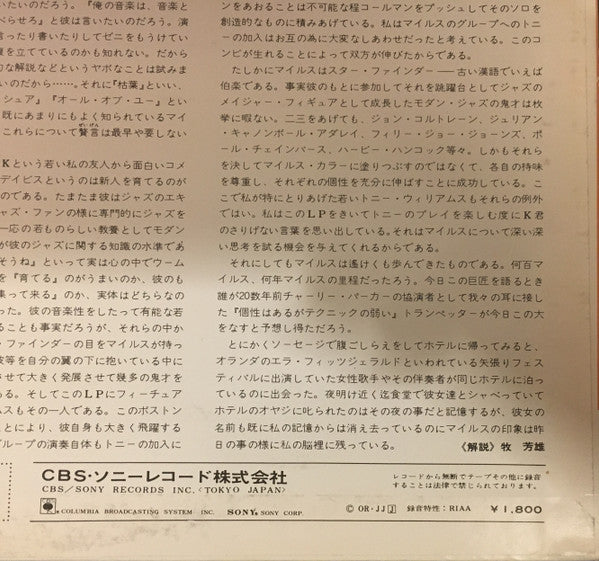 」。『俺の音楽は、音楽と
べらせろ』と彼は言いたいのだろう。演
言ったり書いたりしてゼニをもうけてい
腹を立てているのかも知れない。だから
的な解説などというヤボなことは試みま
いのだから……。それに『枯葉』といい、
シュア』『オール・オブ・ユー』とい
既にあまりにもよく知られているマイ
これらについて贅言は最早や要しない
ぜいげん
Kという若い私の友人から面白いコメ
デイビスというのは新人を育てるのが
のである。たまたま彼はジャズのエキ
ャズ・ファンの様に専門的にジャズを
一応の若ものらしい教養としてモダン
が彼のジャズに関する知識の水準であ
そうね』といって実は心の中でウーム
を『育てる』のがうまいのか、彼のも
集って来る』のか、実体はどちらなの
った。彼の音楽性をしたって有能な若
ることも事実だろうが、それらの中か
ファインダーの目をマイルスが持っ
彼等を自分の翼の下に抱いている中に
させて大きく発展させて幾多の鬼才を
ある。そしてこのLPにフィーチュア
ムスもその一人である。このボストン
ことにより、彼自身も大きく飛躍する
グループの演奏自体もトニーの加入に
ンをあおることは不可能な程コールマンをプッシュしてそのソロを
創造的なものに積みあげている。私はマイルスのグループへのトニ
ーの加入はお互の為に大変なしあわせだったと考えている。このコ
ンビが生れることによって双方が伸びたからである。
たしかにマイルスはスター・ファインダー――古い漢語でいえば
伯楽である。事実彼のもとに参加してそれを跳躍台としてジャズの
メイジャー・フィギュアとして成長したモダン・ジャズの鬼才は枚
挙に暇ない。二三をあげても、ジョン・コルトレーン、ジュリアン
・キャノンボール・アダレイ、フィリー・ジョー・ジョーンズ、ポ
ール・チェインバース、ハービー・ハンコック等々。しかもそれら
を決してマイルス・カラーに塗りつぶすのではなくて、各自の持味
を尊重し、それぞれの個性を充分に伸ばすことに成功している。こ
こで私が特にとりあげた若いトニー・ウィリアムスもそれらの例外
ではない。私はこのLPをきいてトニーのプレイを楽しむ度にK君
のさりげない言葉を思い出している。それはマイルスについて深い深
い思考を試る機会を与えてくれるからである。
それにしてもマイルスは遥けくも歩んできたものである。何百マ
イルス、何年マイルスの里程だったろう。今日この巨匠を語るとき
誰が20数年前チャーリー・パーカーの協演者として我々の耳に接し
た『個性はあるがテクニックの弱い』トランペッターが今日この大
をなすと予想し得ただろう。
とにかくソーセージで腹ごしらえをしてホテルに帰ってみると、
オランダのエラ・フィッツジェラルドといわれている矢張りフェス
ティバルに出演していた女性歌手やその伴奏者が同じホテルに泊っ
ているのに出会った。夜明け近く迄食堂で彼女達とシャべっていて
ホテルのオヤジに叱られたのはその夜の事だと記憶するが、彼女の
名前も既に私の記憶からは消え去っているのにマイルスの印象は昨
日の事の様に私の脳裡に残っている。
《解説》牧 芳雄
CBS・ソニーレコード株式会社
CBS/SONY RECORDS INC.〈TOKYO JAPAN〉
COLUMBIA BROADCASTING SYSTEM INC. SONY® SONY CORP.
レコードから無断でテープその他に録音
することは法律で禁じられております。
Ⓒ OR・JJ J 録音特性：RIAA ¥1,800